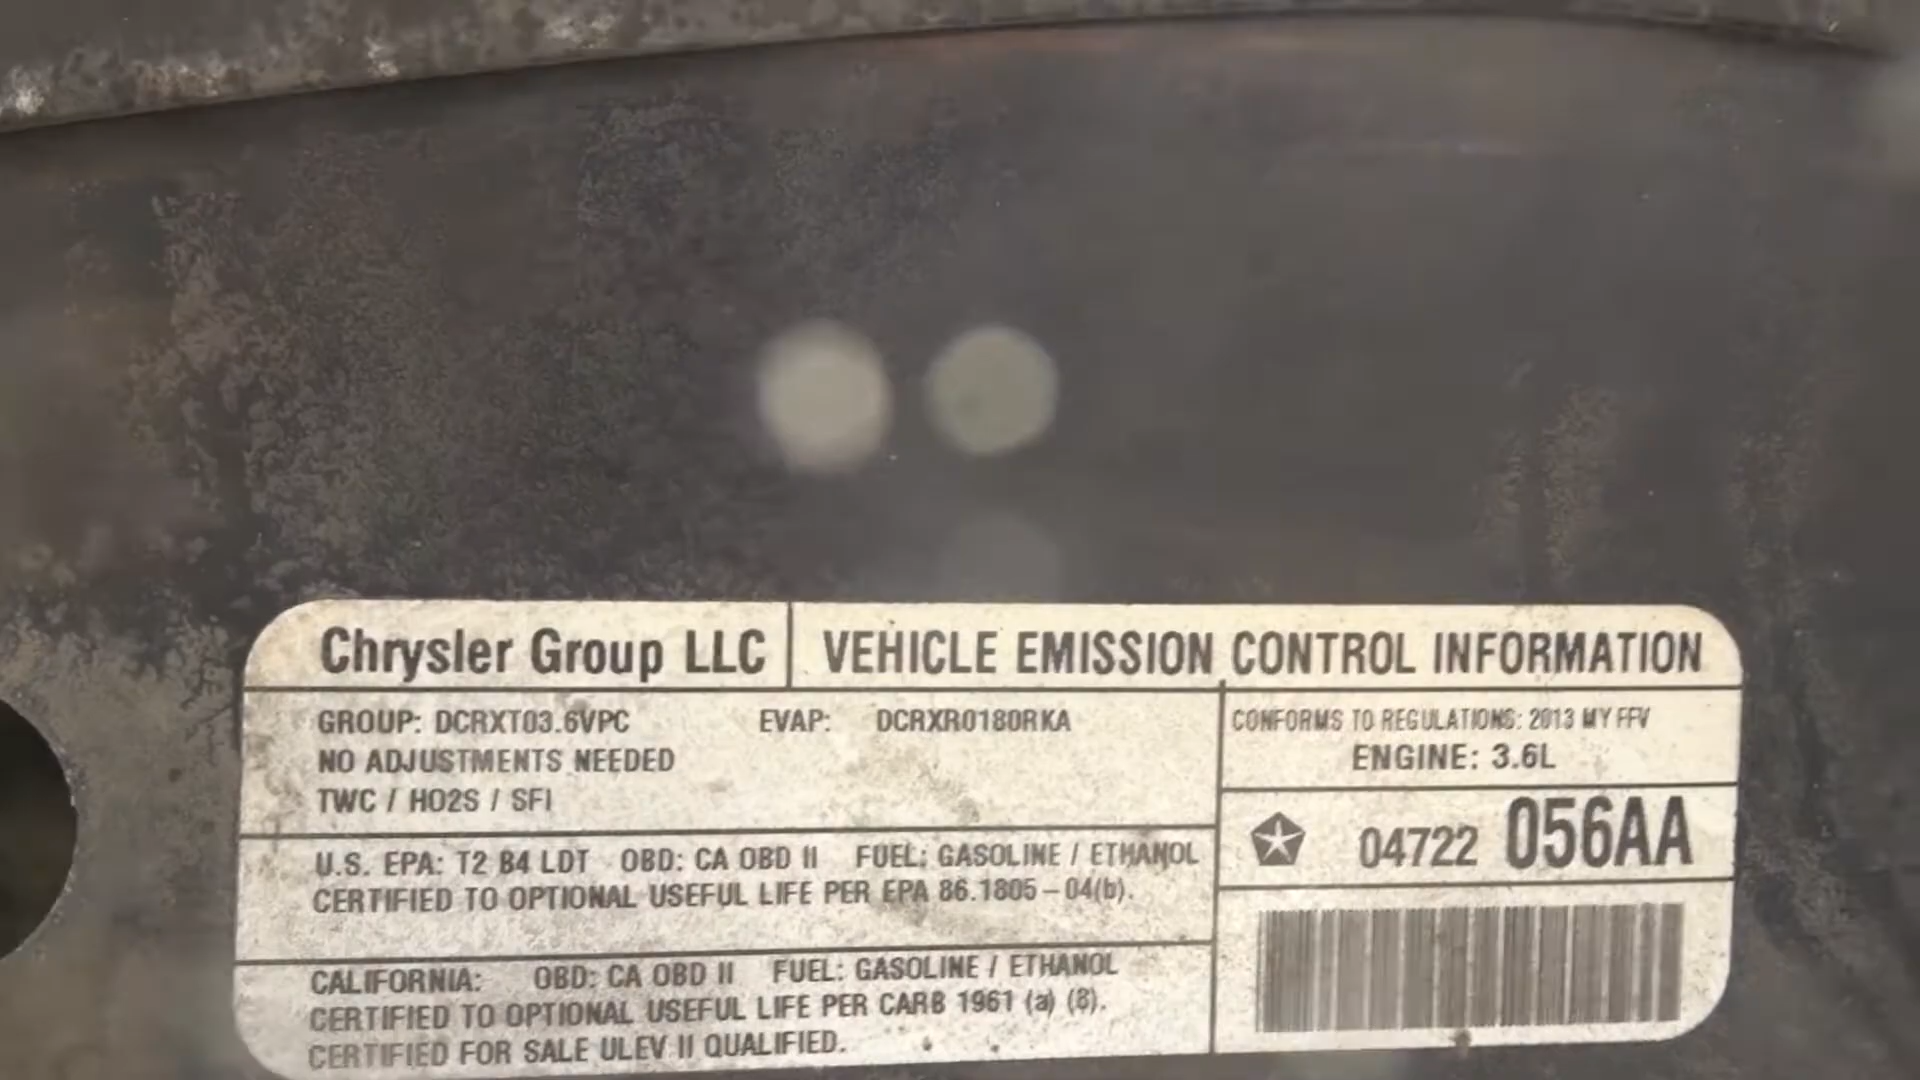 Chrysler Group LLC VEHICLE EMISSION CONTROL INFORMATION
GROUP: DCRXT03.6VPC EVAP: DCRXR0180RKA
NO ADJUSTMENTS NEEDED
TWC / HO2S / SFI
CONFORMS TO REGULATIONS: 2013 MY FFV
ENGINE: 3.6L
04722 056AA
U.S. EPA: T2 B4 LDT OBD: CA OBD II FUEL: GASOLINE / ETHANOL
CERTIFIED TO OPTIONAL USEFUL LIFE PER EPA 86.1805-04(b).
CALIFORNIA: OBD: CA OBD II FUEL: GASOLINE / ETHANOL
CERTIFIED TO OPTIONAL USEFUL LIFE PER CARB 1961 (a) (8).
CERTIFIED FOR SALE ULEV II QUALIFIED.